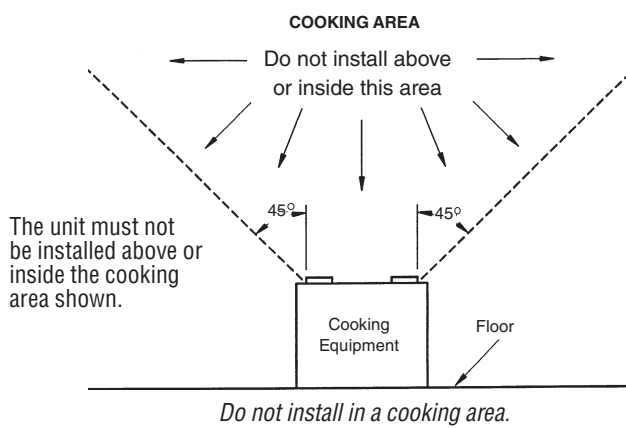 COOKING AREA
Do not install above
or inside this area
45°
45°
The unit must not
be installed above or
inside the cooking
area shown.
Cooking
Equipment
Floor
Do not install in a cooking area.